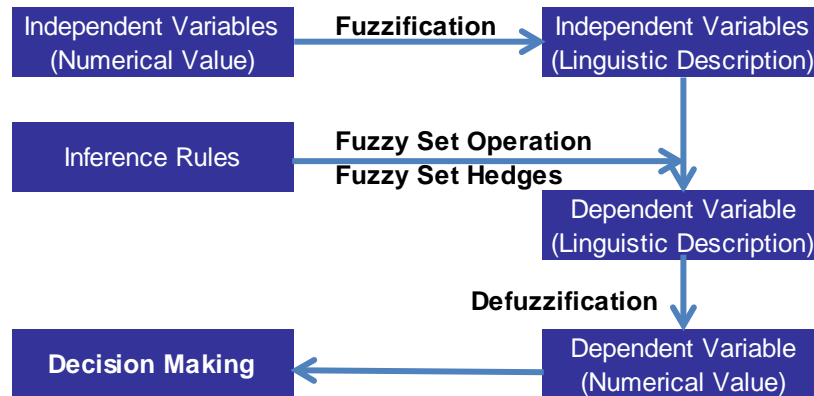 Independent Variables
(Numerical Value)
Fuzzification
Independent Variables
(Linguistic Description)
Inference Rules
Fuzzy Set Operation
Fuzzy Set Hedges
Dependent Variable
(Linguistic Description)
Defuzzification
Decision Making
Dependent Variable
(Numerical Value)